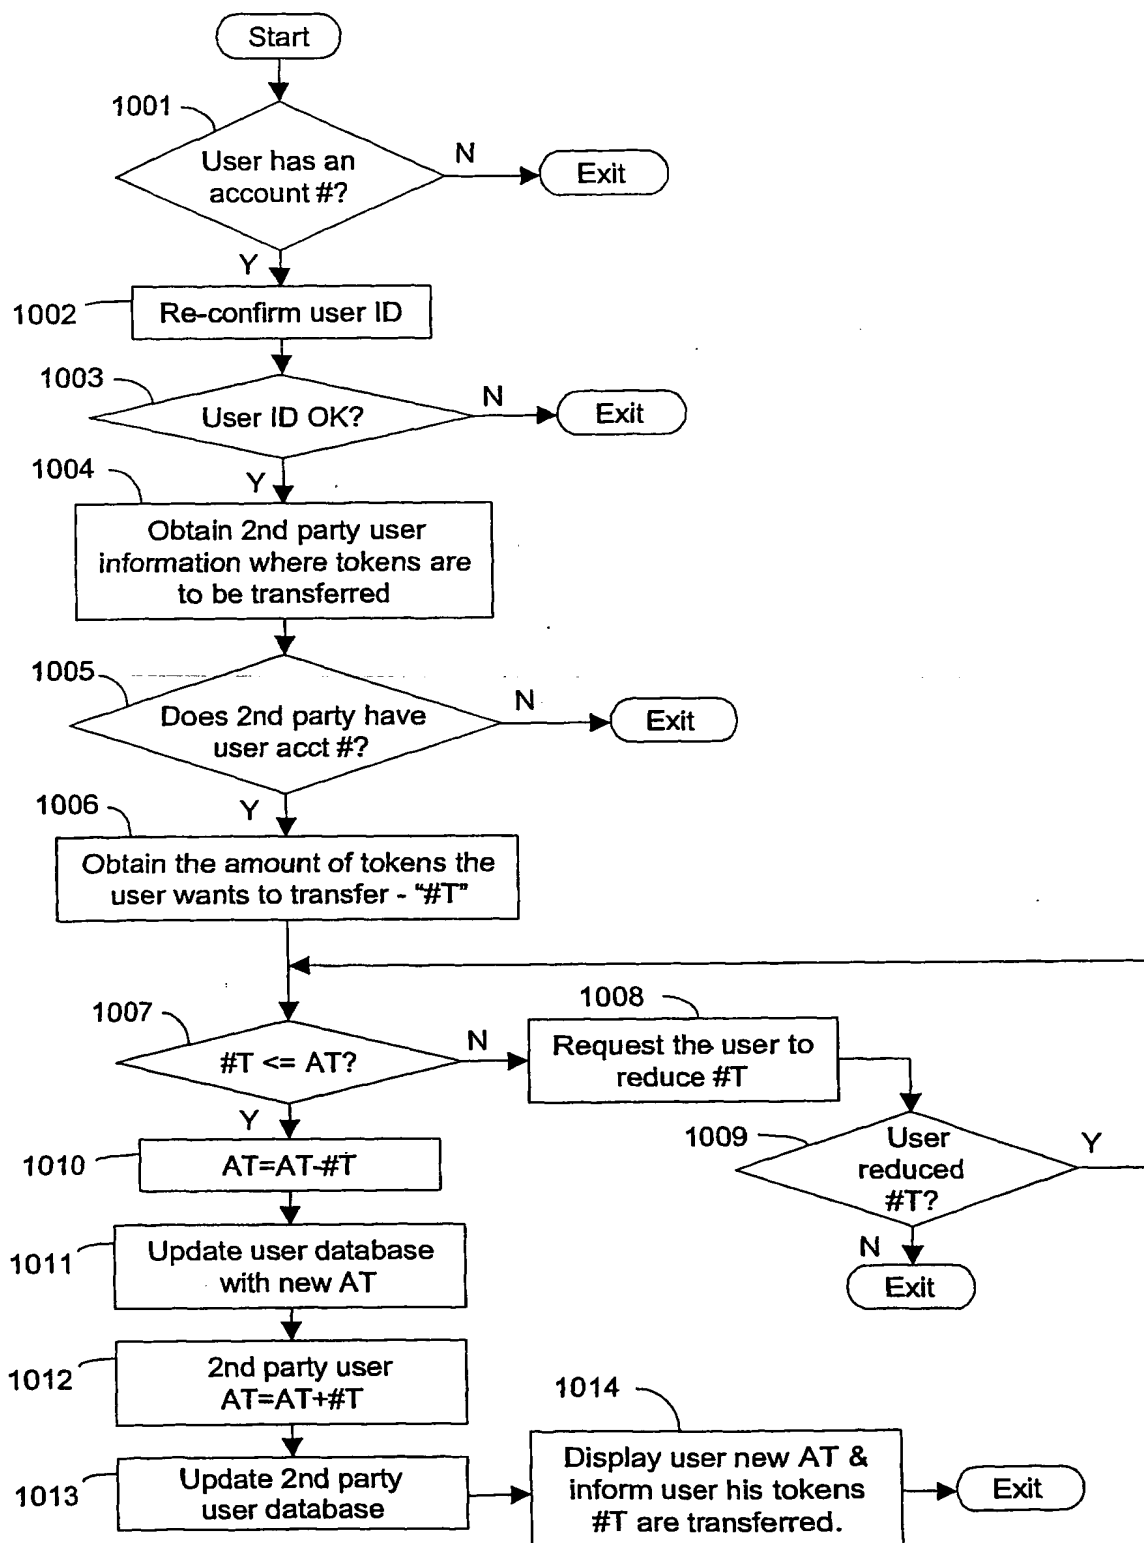 Start
1001
User has an
account #?
N
Exit
Y
1002
Re-confirm user ID
1003
User ID OK?
N
Exit
1004
Y
Obtain 2nd party user
information where tokens are
to be transferred
1005
Does 2nd party have
user acct #?
N
Exit
Y
1006
Obtain the amount of tokens the
user wants to transfer - "#T"
1007
#T <= AT?
N
1008
Request the user to
reduce #T
Y
1009
User
reduced
#T?
Y
N
Exit
1010
AT=AT-#T
1011
Update user database
with new AT
1012
2nd party user
AT=AT+#T
1013
Update 2nd party
user database
1014
Display user new AT &
inform user his tokens
#T are transferred.
Exit